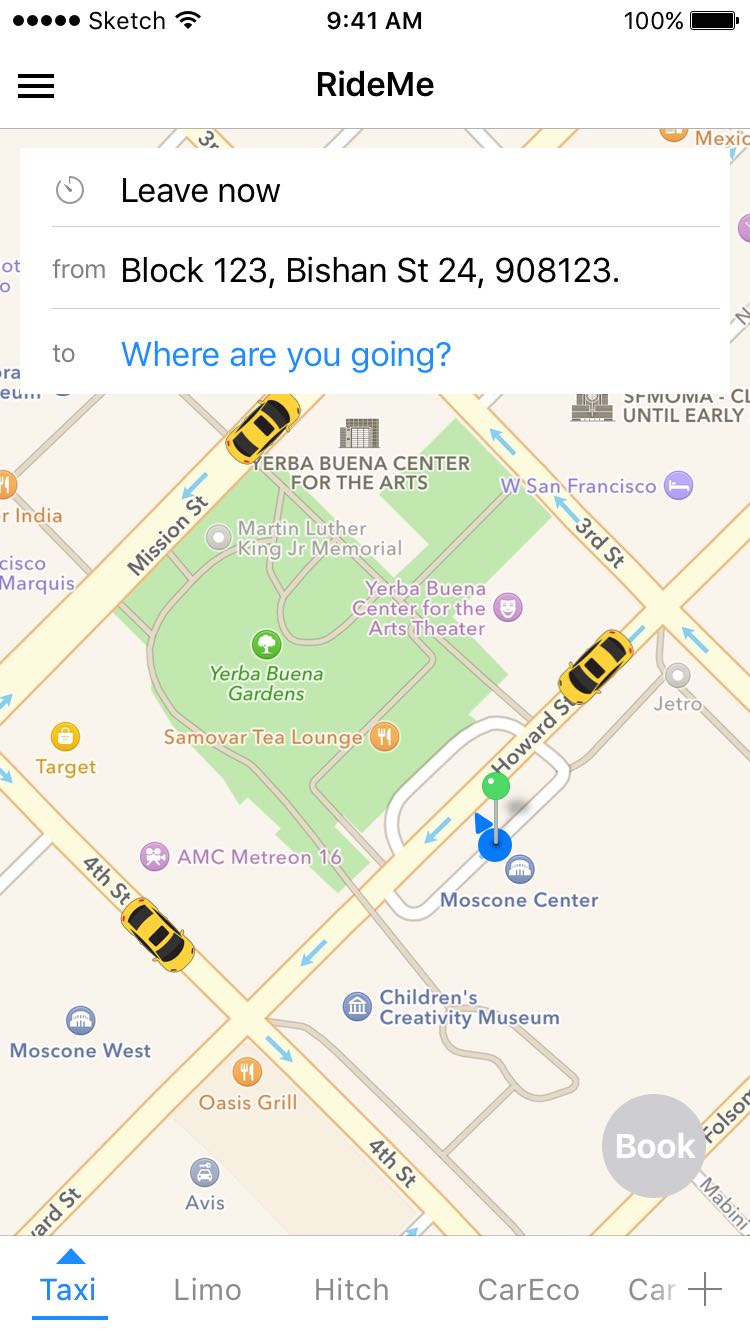 Sketch 9:41 AM 100%
RideMe
Mexic
Leave now
from Block 123, Bishan St 24, 908123.
to Where are you going?
SFMOMA - CL
UNTIL EARLY
YERBA BUENA CENTER
FOR THE ARTS
W San Francisco
r India
Mission St
Martin Luther
King Jr Memorial
3rd St
cisco
Marquis
Yerba Buena
Center for the
Arts Theater
Yerba Buena
Gardens
Jetro
Howard St
Samovar Tea Lounge
Target
AMC Metreon 16
4th St
Moscone Center
Children's
Creativity Museum
Moscone West
Oasis Grill
Book
Folsom
4th St
Avis
Mabini
ard St
Taxi Limo Hitch CarEco Car